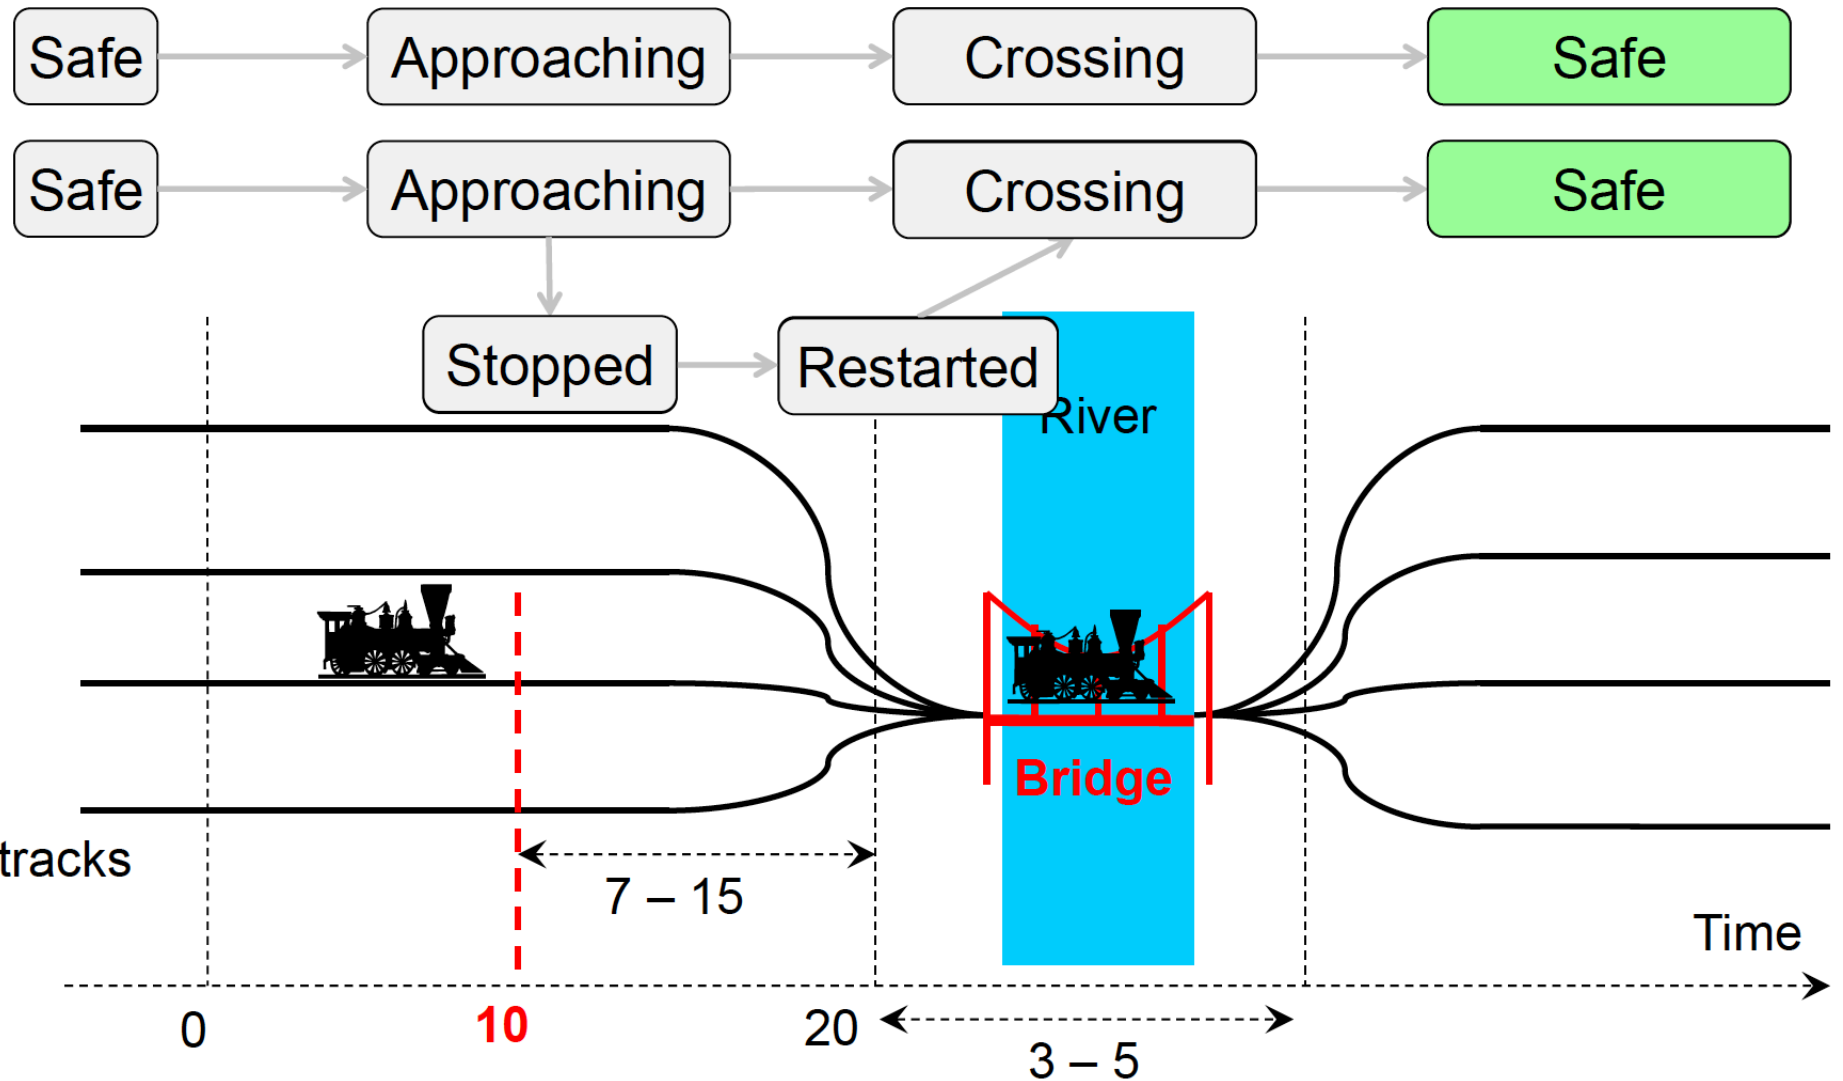 Safe Approaching Crossing Safe
Safe Approaching Crossing Safe
Stopped Restarted
River
Bridge
tracks
7 – 15
Time
0 10 20
3 – 5